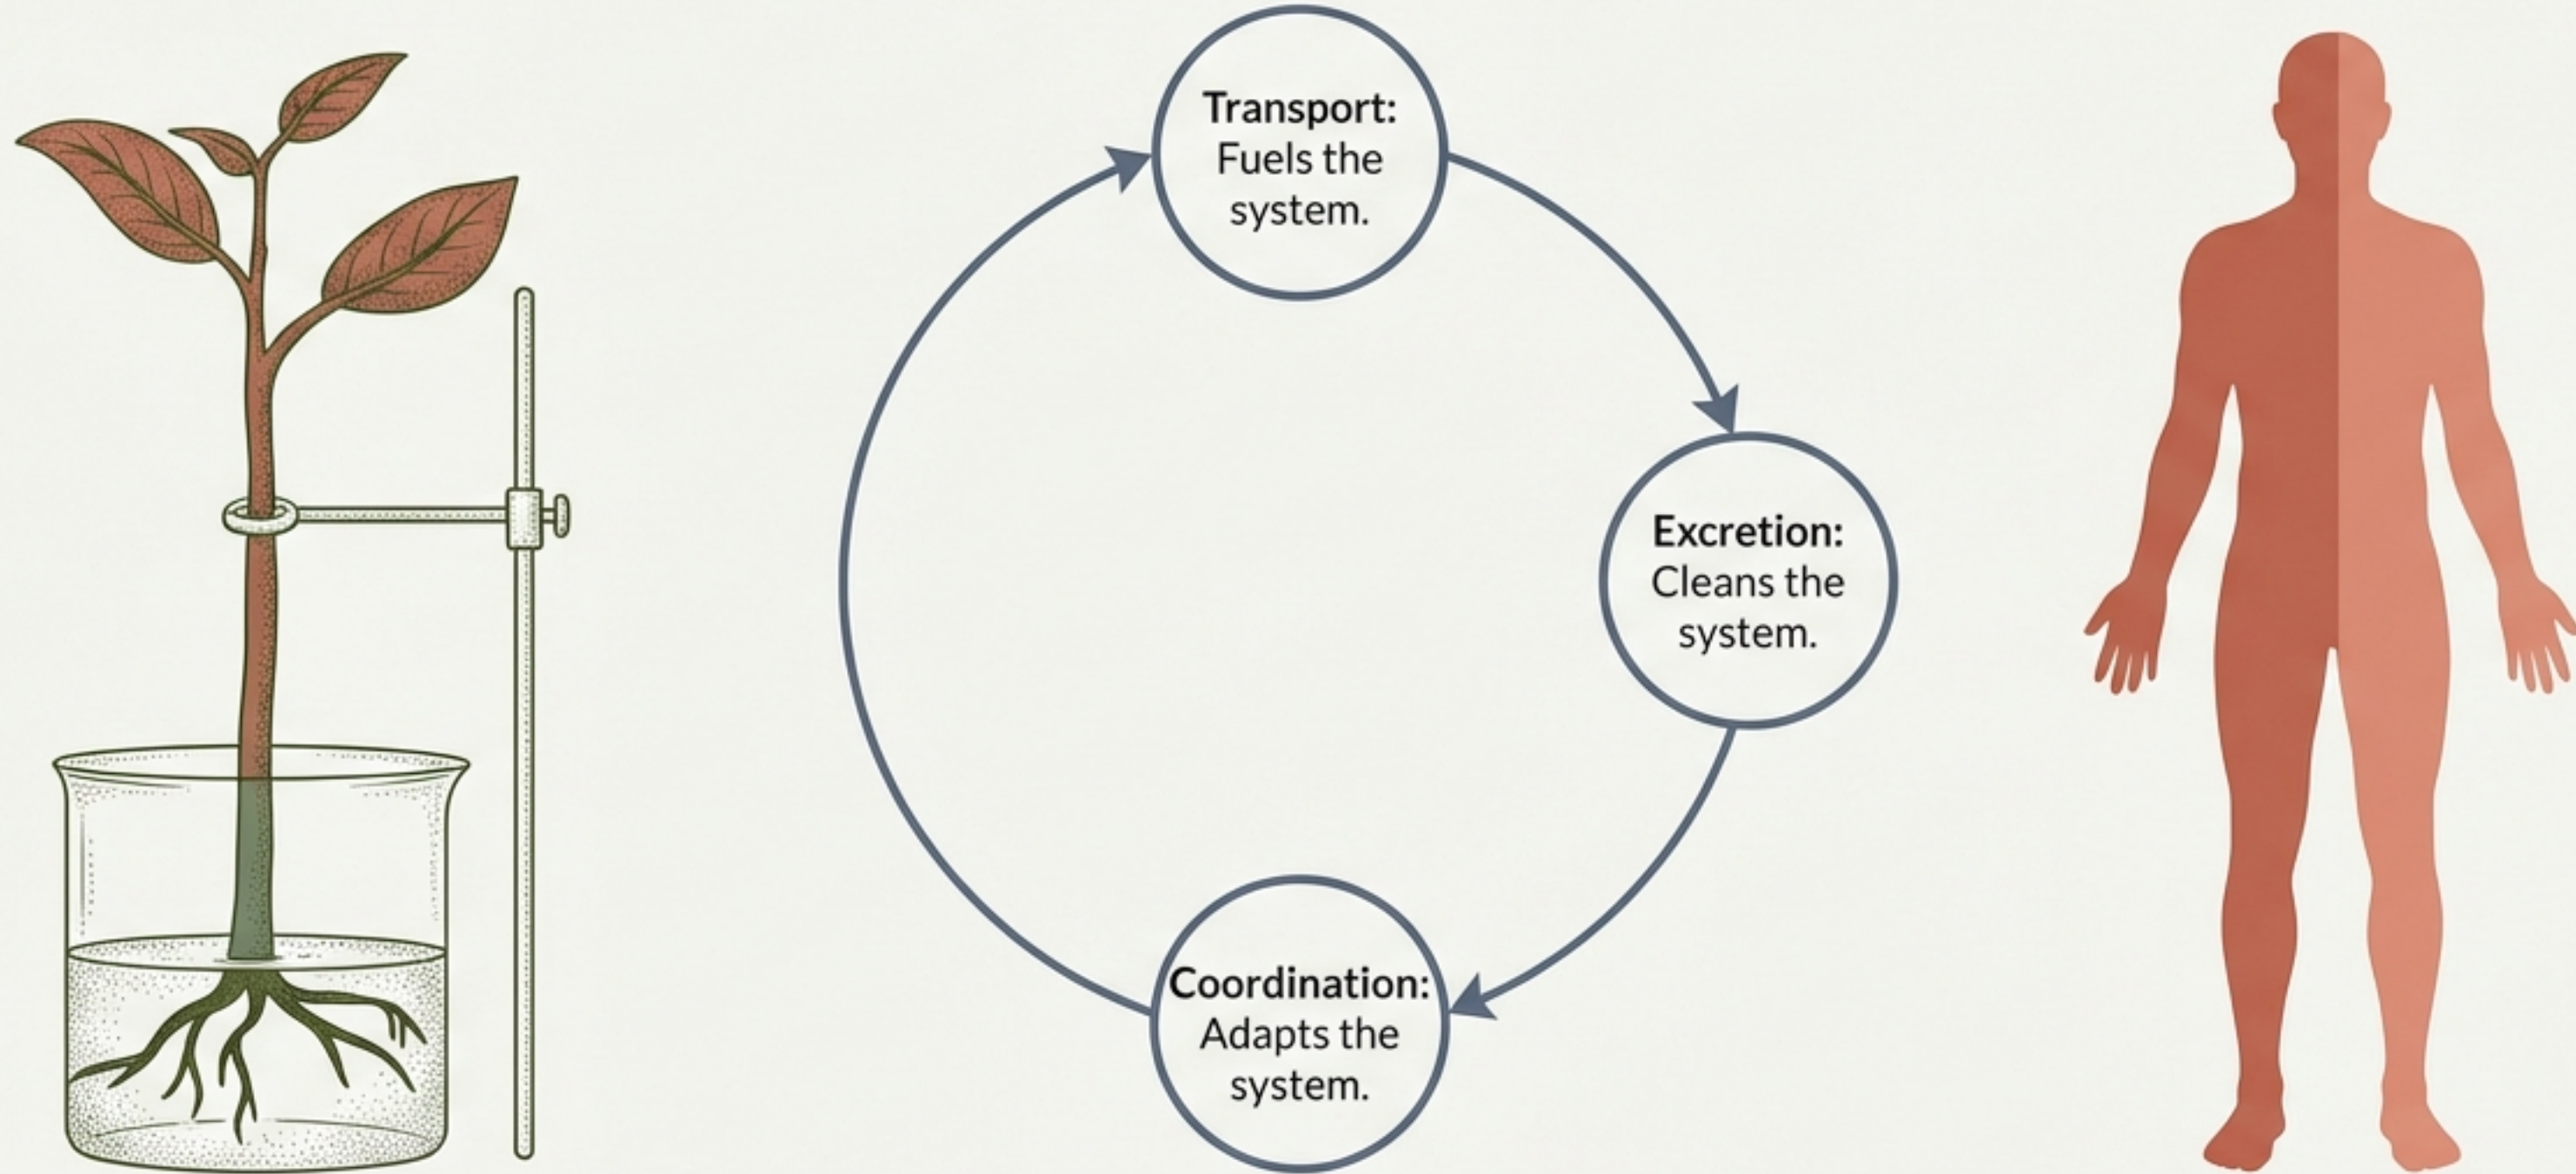 Transport:
Fuels the
system.
Excretion:
Cleans the
system.
Coordination:
Adapts the
system.